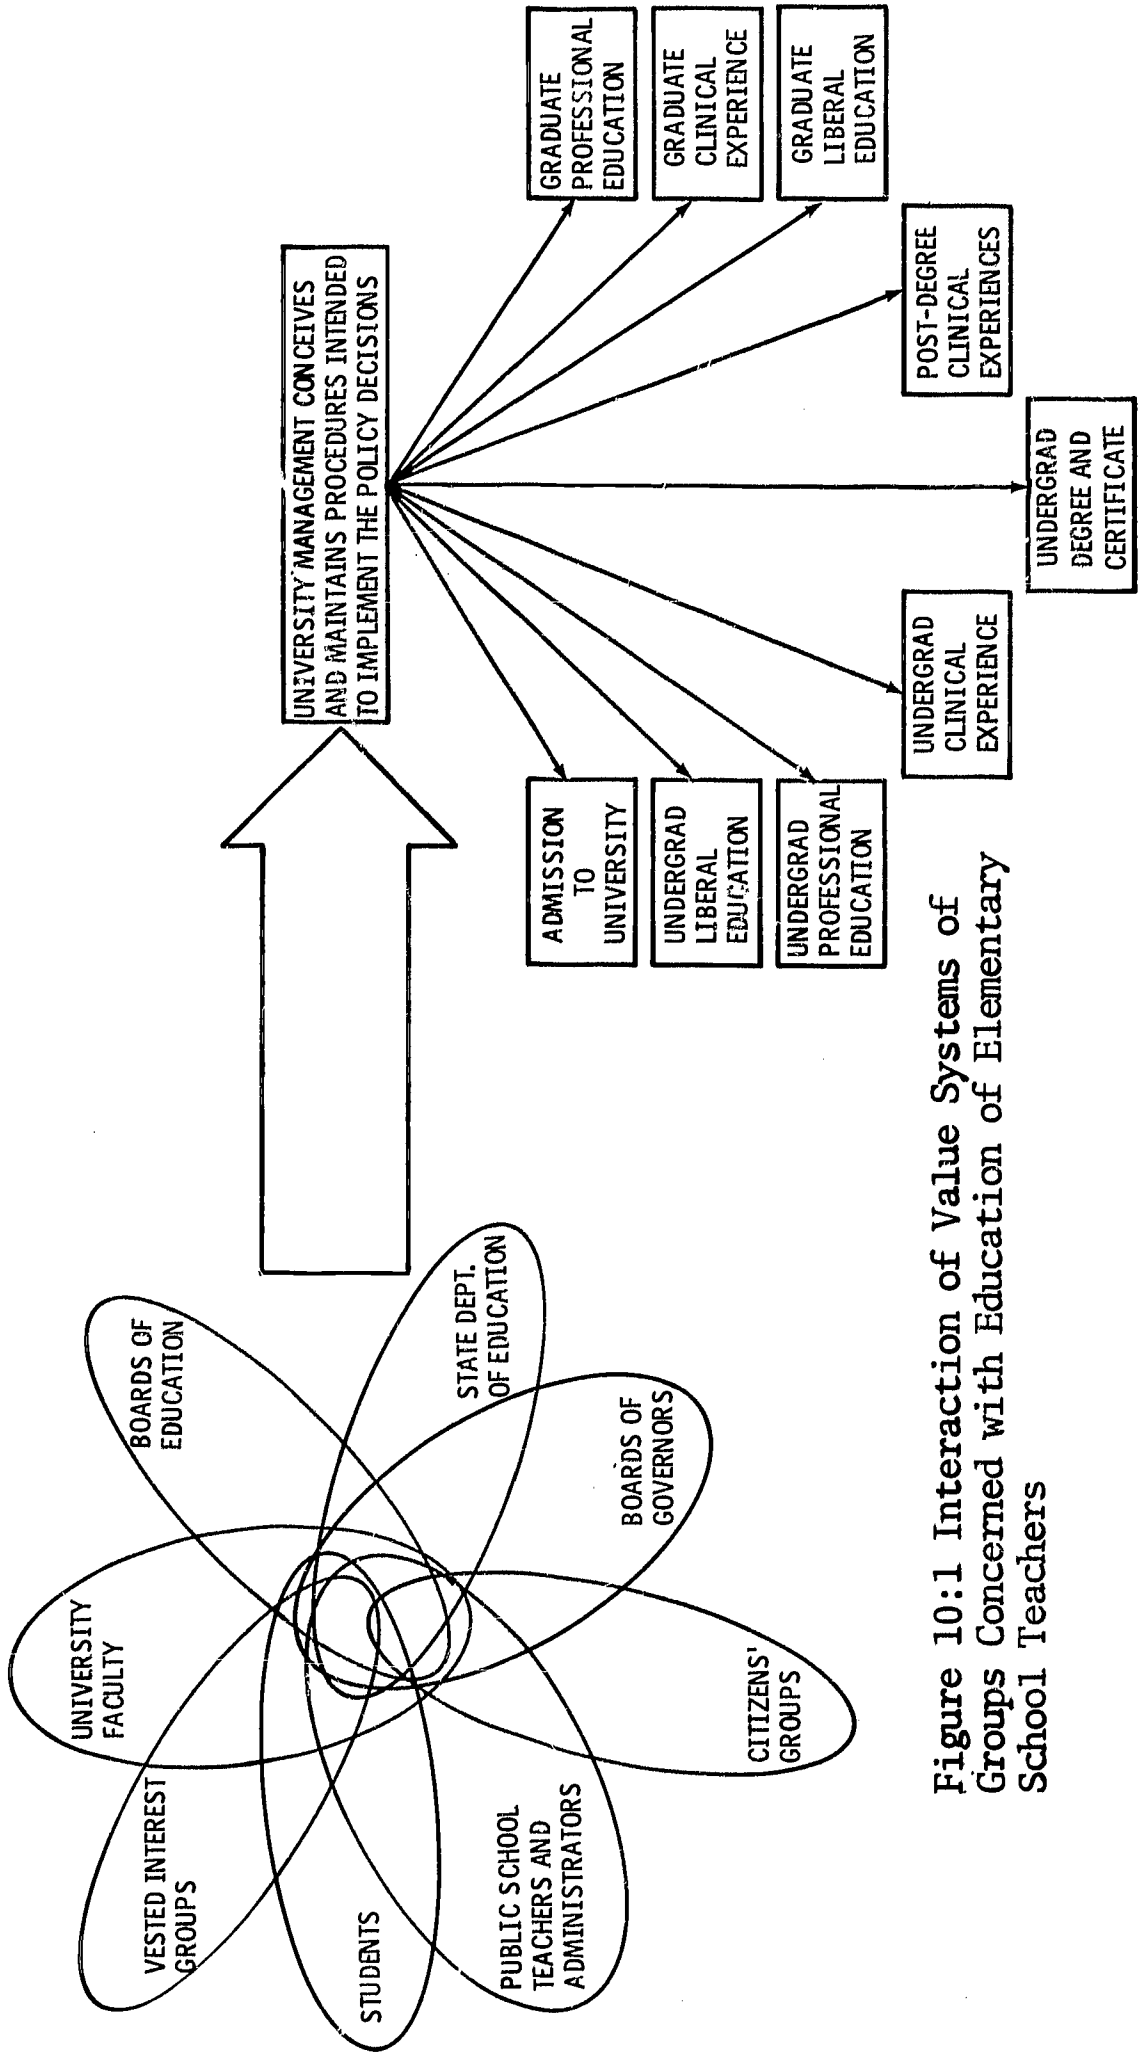 UNIVERSITY
FACULTY
BOARDS OF
EDUCATION
VESTED INTEREST
GROUPS
STATE DEPT.
OF EDUCATION
STUDENTS
BOARDS OF
GOVERNORS
PUBLIC SCHOOL
TEACHERS AND
ADMINISTRATORS
CITIZENS'
GROUPS
UNIVERSITY MANAGEMENT CONCEIVES
AND MAINTAINS PROCEDURES INTENDED
TO IMPLEMENT THE POLICY DECISIONS
ADMISSION
TO
UNIVERSITY
UNDERGRAD
LIBERAL
EDUCATION
UNDERGRAD
PROFESSIONAL
EDUCATION
UNDERGRAD
CLINICAL
EXPERIENCE
UNDERGRAD
DEGREE AND
CERTIFICATE
POST-DEGREE
CLINICAL
EXPERIENCES
GRADUATE
LIBERAL
EDUCATION
GRADUATE
CLINICAL
EXPERIENCE
GRADUATE
PROFESSIONAL
EDUCATION
Figure 10:1 Interaction of Value Systems of
Groups Concerned with Education of Elementary
School Teachers